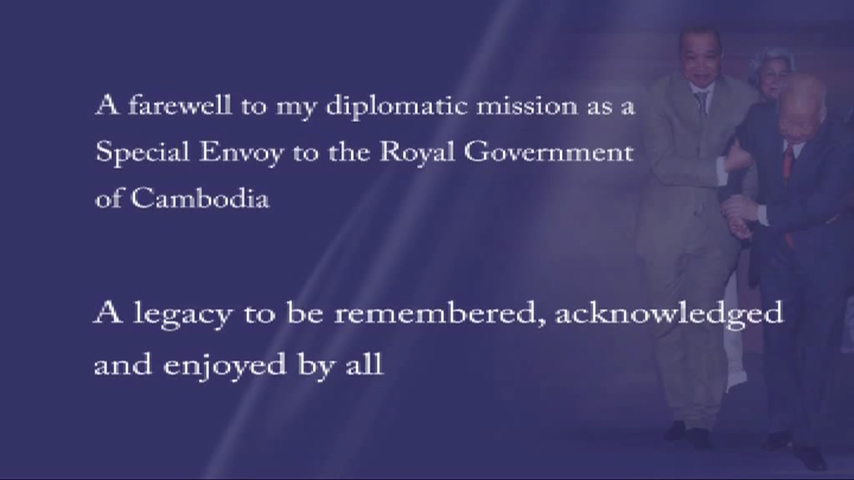 A farewell to my diplomatic mission as a
Special Envoy to the Royal Government
of Cambodia
A legacy to be remembered, acknowledged
and enjoyed by all